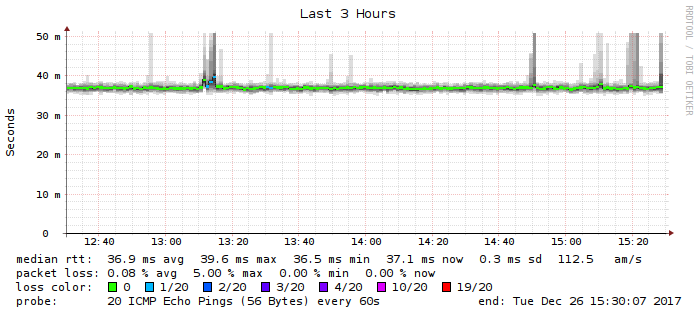 Last 3 Hours
RRDTOOL / TOBI OETIKER
Seconds
50 m
40 m
30 m
20 m
10 m
0
12:40 13:00 13:20 13:40 14:00 14:20 14:40 15:00 15:20
median rtt: 36.9 ms avg 39.6 ms max 36.5 ms min 37.1 ms now 0.3 ms sd 112.5 am/s
packet loss: 0.08 % avg 5.00 % max 0.00 % min 0.00 % now
loss color: 0 1/20 2/20 3/20 4/20 10/20 19/20
probe: 20 ICMP Echo Pings (56 Bytes) every 60s end: Tue Dec 26 15:30:07 2017